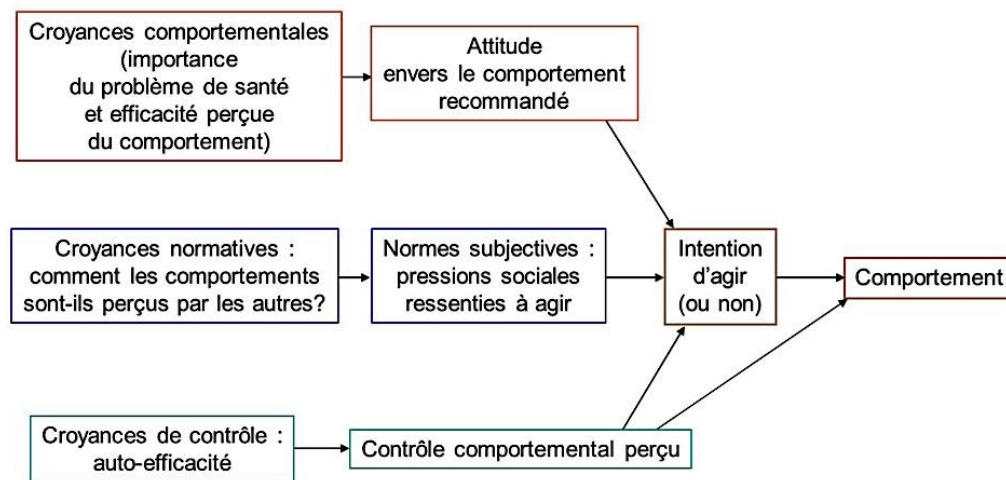 Croyances comportementales
(importance
du problème de santé
et efficacité perçue
du comportement)
Attitude
envers le comportement
recommandé
Croyances normatives :
comment les comportements
sont-ils perçus par les autres?
Normes subjectives :
pressions sociales
ressenties à agir
Intention
d'agir
(ou non)
Comportement
Croyances de contrôle :
auto-efficacité
Contrôle comportemental perçu